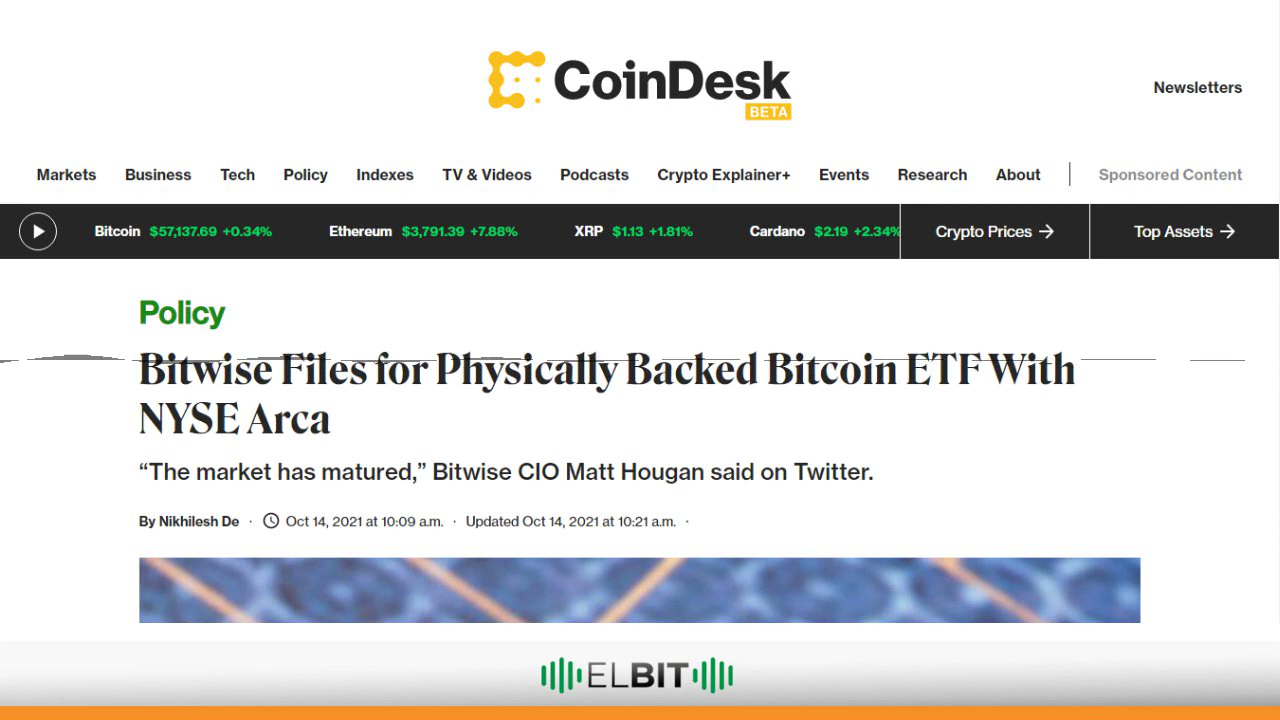 CoinDesk
BETA
Newsletters
Markets Business Tech Policy Indexes TV & Videos Podcasts Crypto Explainer+ Events Research About Sponsored Content
Bitcoin $57,137.69 +0.34% Ethereum $3,791.39 +7.88% XRP $1.13 +1.81% Cardano $2.19 +2.34% Crypto Prices → Top Assets →
Policy
Bitwise Files for Physically Backed Bitcoin ETF With
NYSE Arca
“The market has matured,” Bitwise CIO Matt Hougan said on Twitter.
By Nikhilesh De · Oct 14, 2021 at 10:09 a.m. · Updated Oct 14, 2021 at 10:21 a.m. ·
ELBIT